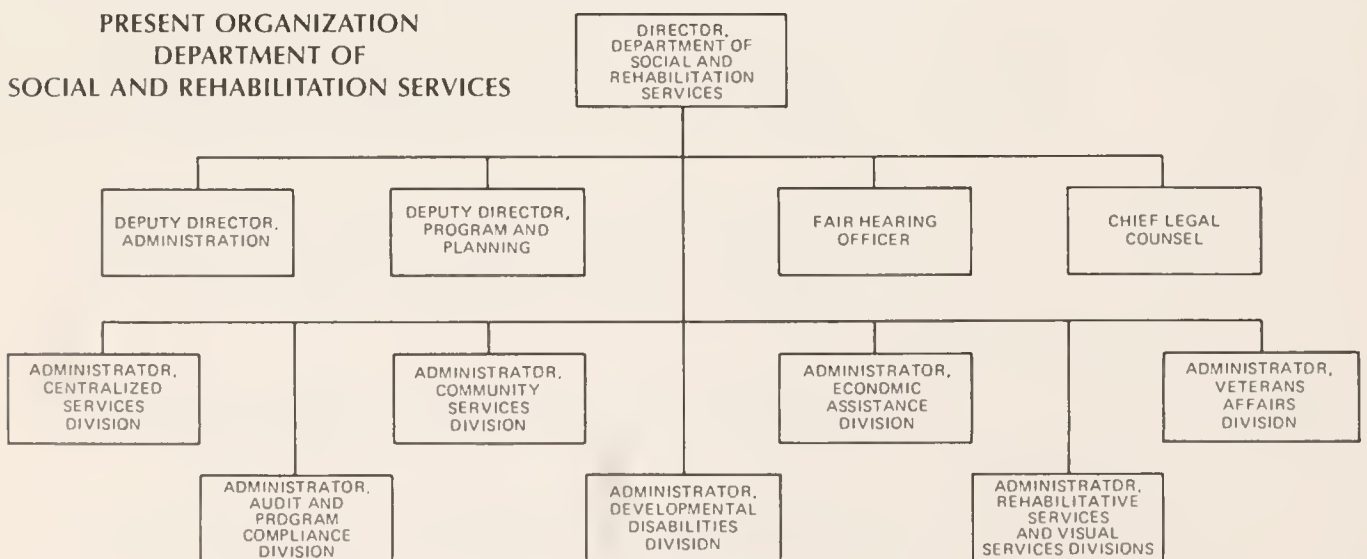 PRESENT ORGANIZATION
DEPARTMENT OF
SOCIAL AND REHABILITATION SERVICES
DIRECTOR,
DEPARTMENT OF
SOCIAL AND
REHABILITATION
SERVICES
DEPUTY DIRECTOR,
ADMINISTRATION
DEPUTY DIRECTOR,
PROGRAM AND
PLANNING
FAIR HEARING
OFFICER
CHIEF LEGAL
COUNSEL
ADMINISTRATOR,
CENTRALIZED
SERVICES
DIVISION
ADMINISTRATOR,
COMMUNITY
SERVICES
DIVISION
ADMINISTRATOR,
ECONOMIC
ASSISTANCE
DIVISION
ADMINISTRATOR,
VETERANS
AFFAIRS
DIVISION
ADMINISTRATOR,
AUDIT AND
PROGRAM
COMPLIANCE
DIVISION
ADMINISTRATOR,
DEVELOPMENTAL
DISABILITIES
DIVISION
ADMINISTRATOR,
REHABILITATIVE
SERVICES
AND VISUAL
SERVICES DIVISIONS